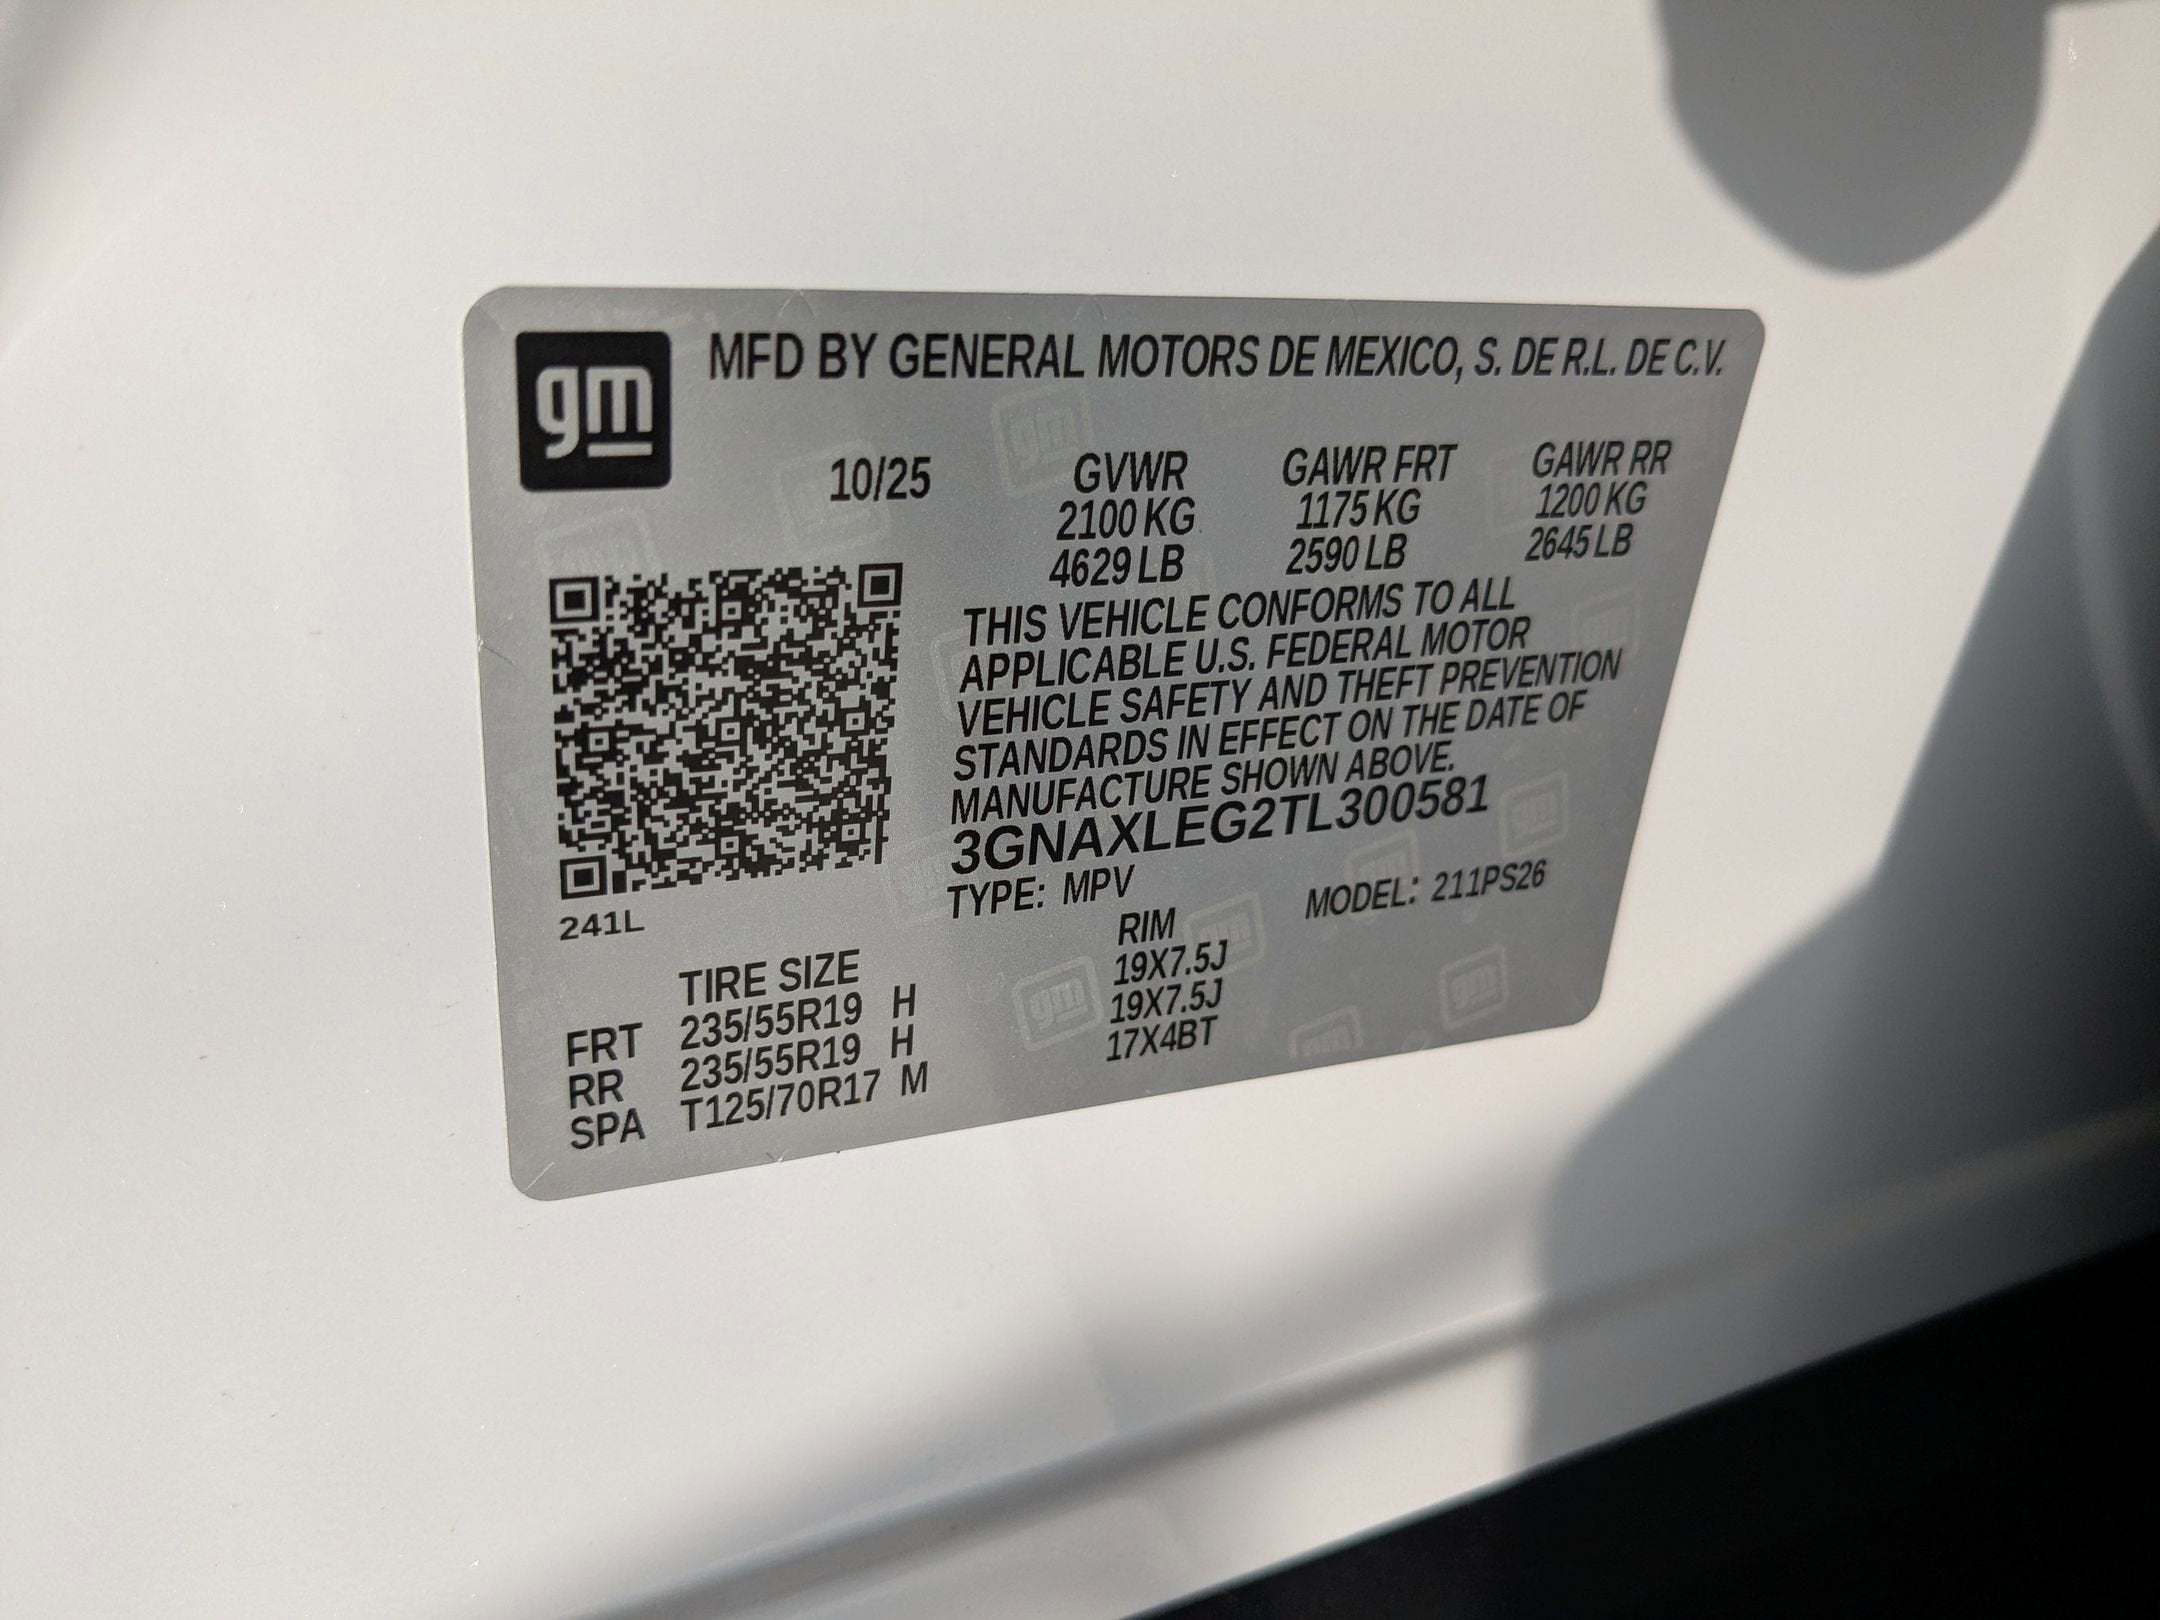 gm
MFD BY GENERAL MOTORS DE MEXICO, S. DE R.L. DE C.V.
10/25 GVWR GAWR FRT GAWR RR
2100 KG 1175 KG 1200 KG
4629 LB 2590 LB 2645 LB
THIS VEHICLE CONFORMS TO ALL
APPLICABLE U.S. FEDERAL MOTOR
VEHICLE SAFETY AND THEFT PREVENTION
STANDARDS IN EFFECT ON THE DATE OF
MANUFACTURE SHOWN ABOVE.
3GNAXLEG2TL300581
TYPE: MPV MODEL: 211PS26
241L
TIRE SIZE RIM
FRT 235/55R19 H 19X7.5J
RR 235/55R19 H 19X7.5J
SPA T125/70R17 M 17X4BT